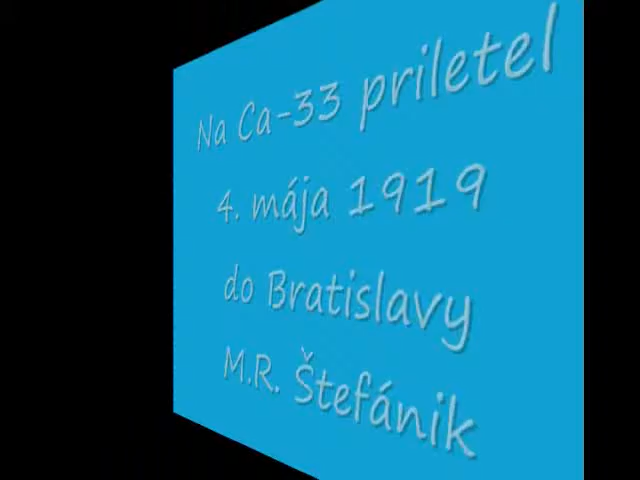 Na Ca-33 priletel
4. mája 1919
do Bratislavy
M.R. Štefánik